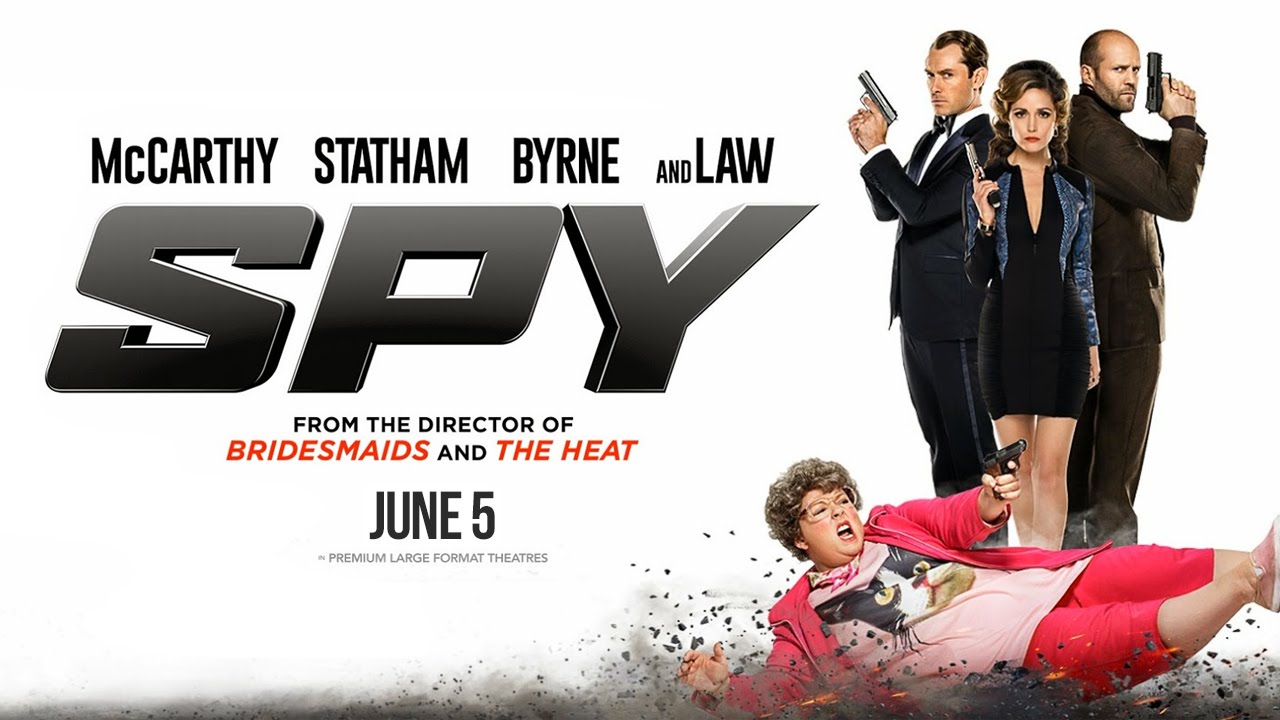 McCARTHY STATHAM BYRNE AND LAW
SPY
FROM THE DIRECTOR OF
BRIDESMAIDS AND THE HEAT
JUNE 5
IN PREMIUM LARGE FORMAT THEATRES